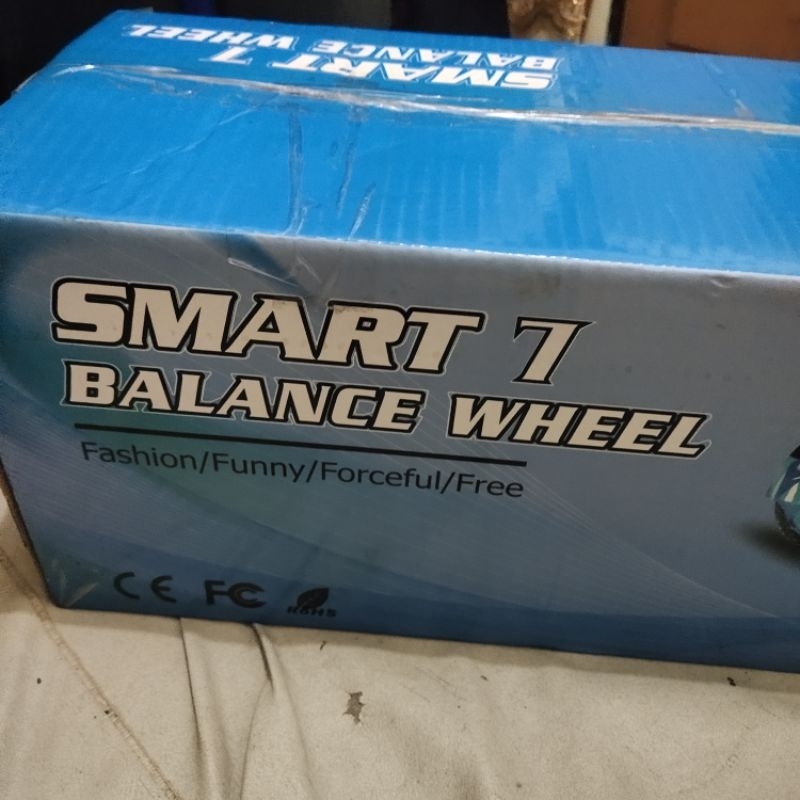 SMART 7
BALANCE WHEEL
SMART 7
BALANCE WHEEL
Fashion/Funny/Forceful/Free
CE FC RoHS